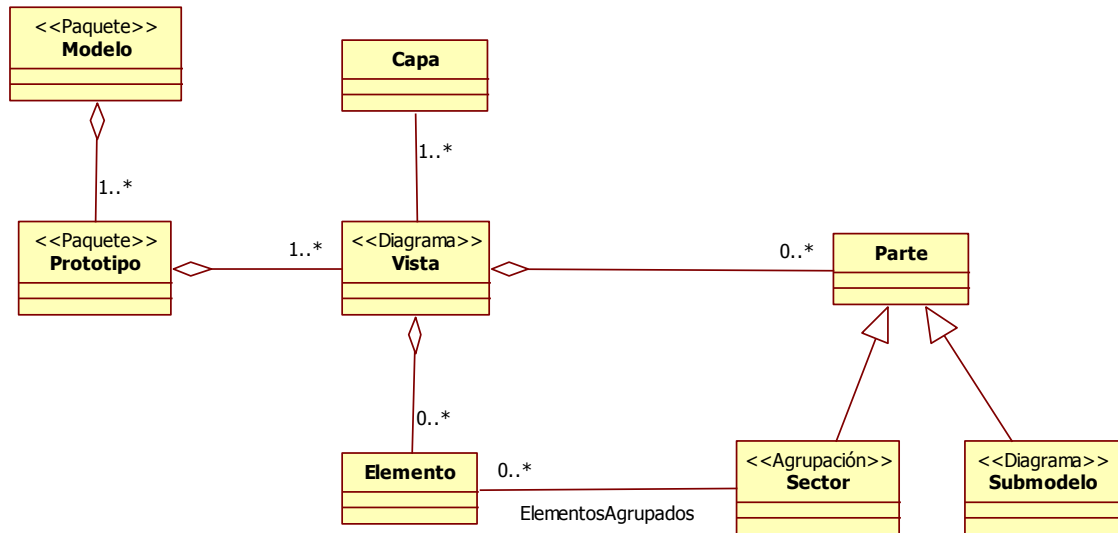 <<Paquete>>
Modelo
Capa
1..*
1..*
<<Paquete>>
Prototipo
1..*
<<Diagrama>>
Vista
0..*
Parte
0..*
Elemento
0..*
ElementosAgrupados
<<Agrupación>>
Sector
<<Diagrama>>
Submodelo